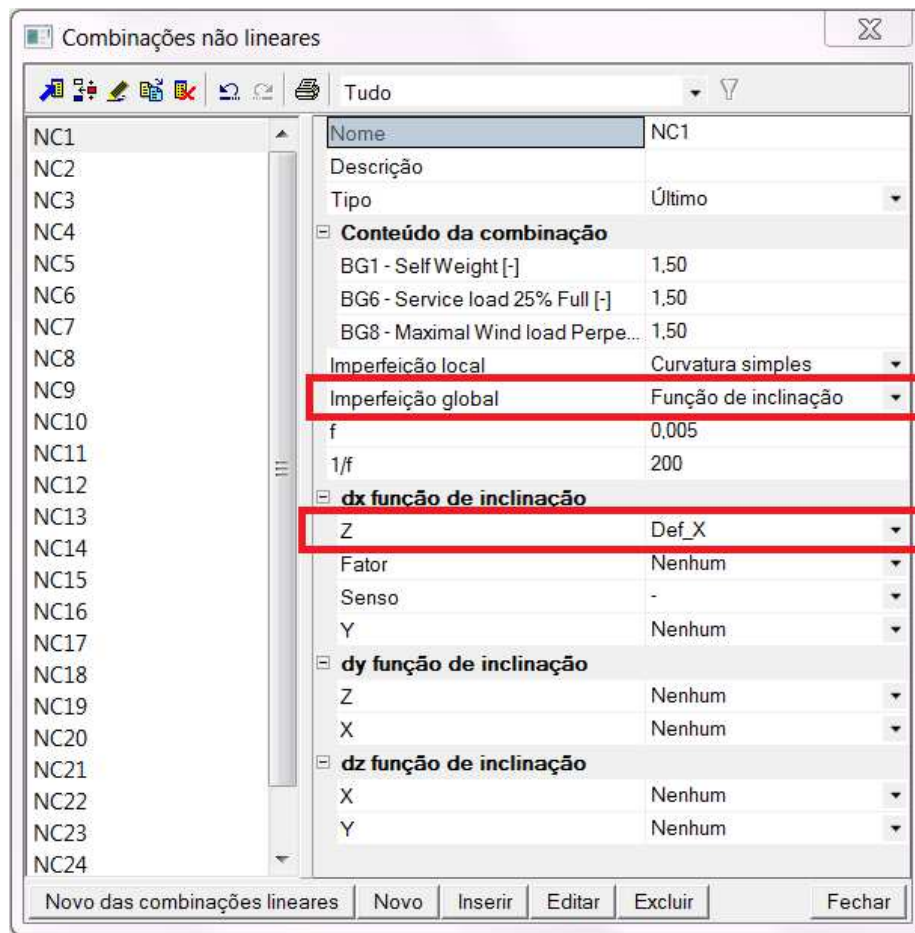 Combinações não lineares
Tudo
NC1
NC2
NC3
NC4
NC5
NC6
NC7
NC8
NC9
NC10
NC11
NC12
NC13
NC14
NC15
NC16
NC17
NC18
NC19
NC20
NC21
NC22
NC23
NC24
Nome NC1
Descrição
Tipo Último
Conteúdo da combinação
BG1 - Self Weight [-] 1,50
BG6 - Service load 25% Full [-] 1,50
BG8 - Maximal Wind load Perpe... 1,50
Imperfeição local Curvatura simples
Imperfeição global Função de inclinação
f 0,005
1/f 200
dx função de inclinação
Z Def_X
Fator Nenhum
Senso -
Y Nenhum
dy função de inclinação
Z Nenhum
X Nenhum
dz função de inclinação
X Nenhum
Y Nenhum
Novo das combinações lineares Novo Inserir Editar Excluir Fechar